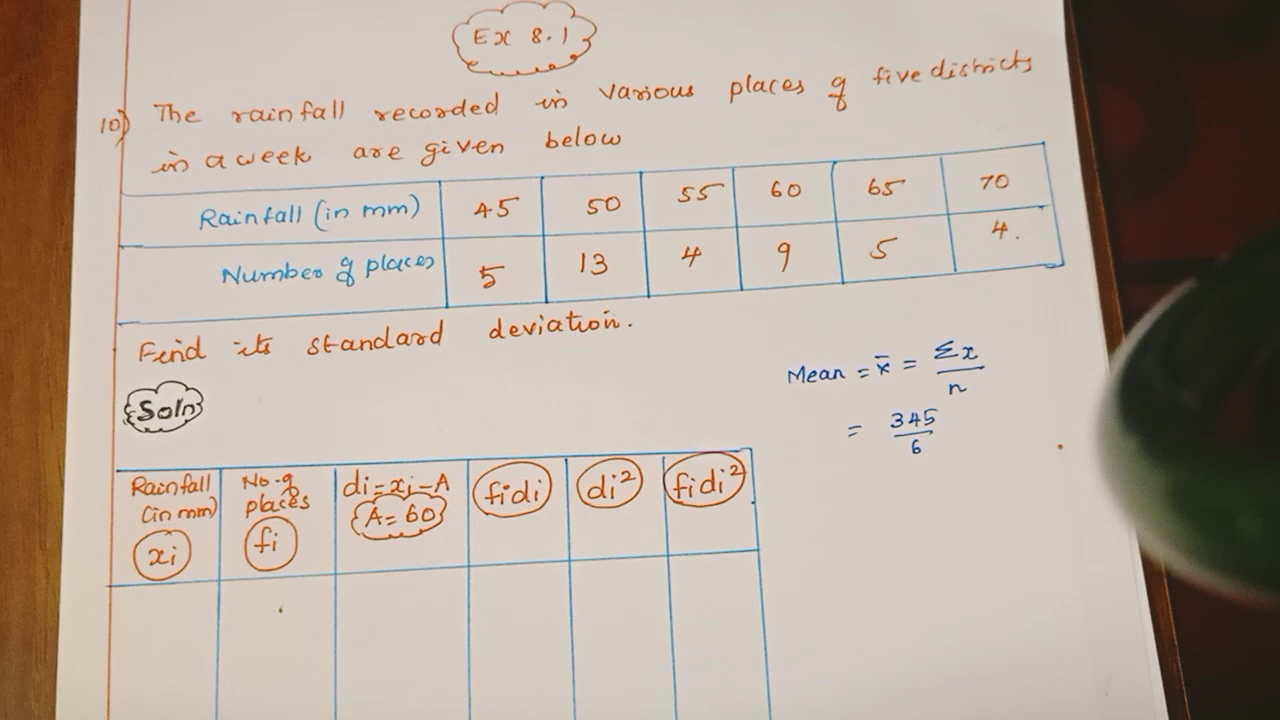 Ex 8.1
10) The rainfall recorded in various places of five districts
in a week are given below
Rainfall (in mm) 45 50 55 60 65 70
Number of places 5 13 4 9 5 4.
Find its standard deviation.
Mean = x̄ = Σx/n
= 345/6
Soln
Rainfall (in mm) xi
No. of places fi
di = xi - A
A = 60
fidi
di²
fidi²